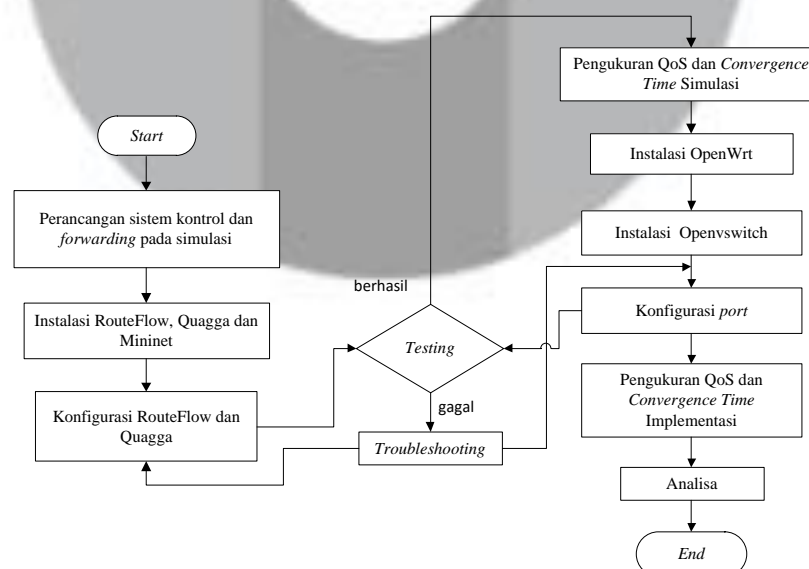 Start
Perancangan sistem kontrol dan
forwarding pada simulasi
Instalasi RouteFlow, Quagga dan
Mininet
Konfigurasi RouteFlow dan
Quagga
berhasil
Testing
gagal
Troubleshooting
Pengukuran QoS dan Convergence
Time Simulasi
Instalasi OpenWrt
Instalasi Openvswitch
Konfigurasi port
Pengukuran QoS dan
Convergence Time
Implementasi
Analisa
End